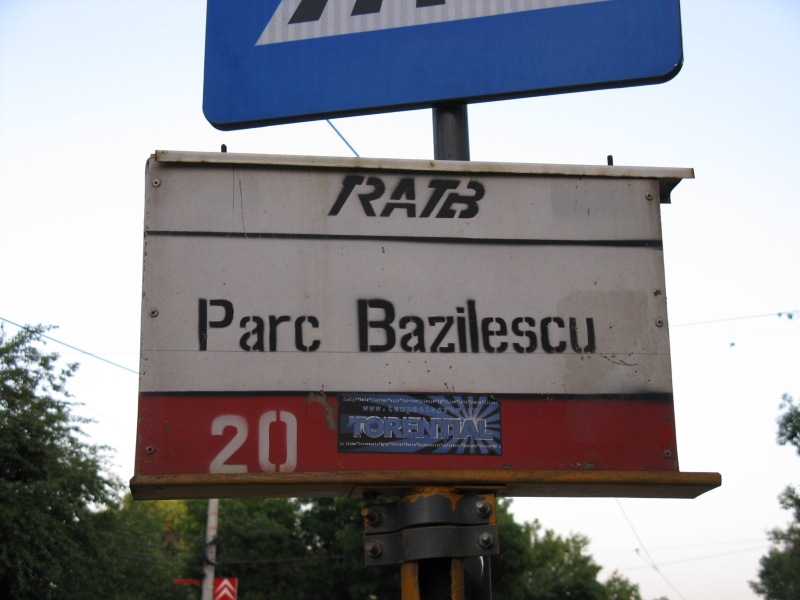 RATB
Parc Bazilescu
20
TORENTIAL